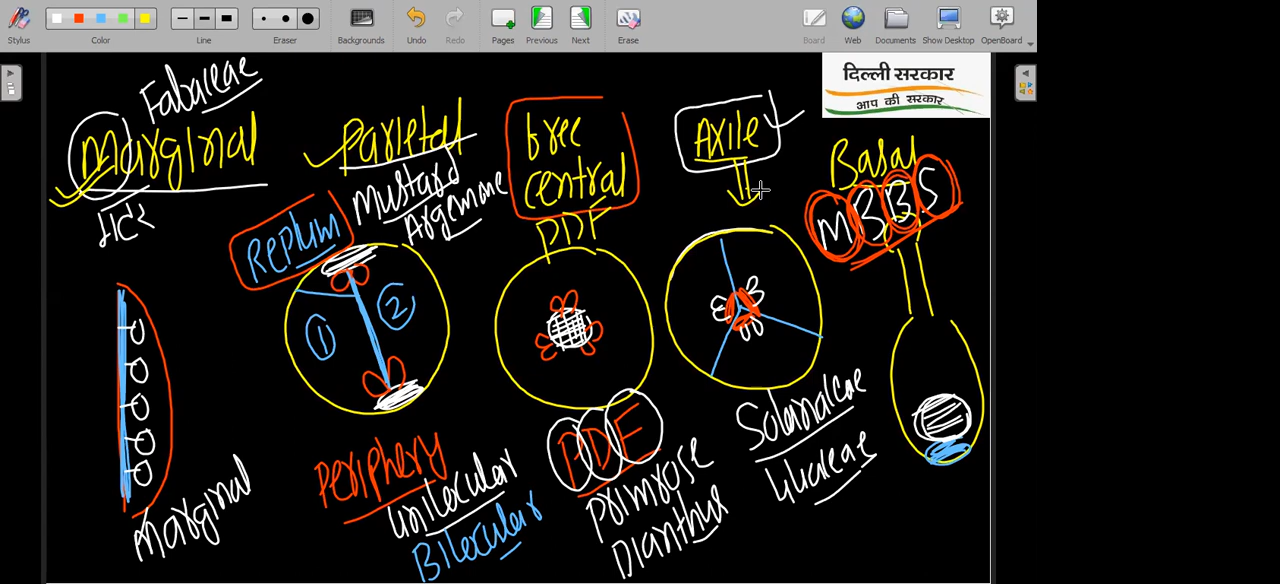 Stylus
Color
Line
Eraser
Backgrounds
Undo
Redo
Pages
Previous
Next
Erase
Board
Web
Documents
Show Desktop
OpenBoard
दिल्ली सरकार
आप की सरकार
Fabaceae
Marginal
Parietal
Mustard
Argemone
free
central
PDF
Axile
Basal
MBBS
Replum
1
2
Marginal
Periphery
Unilocular
Bilocular
PDF
Primrose
Dianthus